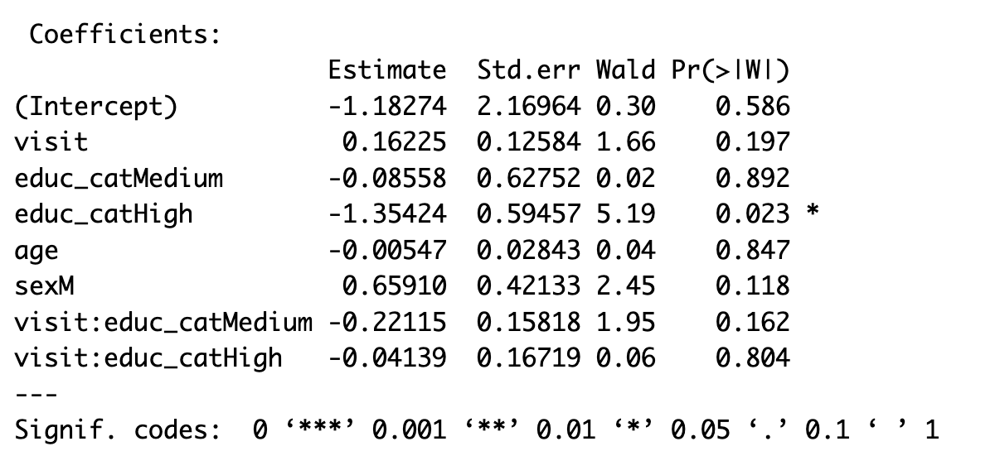 Coefficients:
Estimate Std.err Wald Pr(>|W|)
(Intercept) -1.18274 2.16964 0.30 0.586
visit 0.16225 0.12584 1.66 0.197
educ_catMedium -0.08558 0.62752 0.02 0.892
educ_catHigh -1.35424 0.59457 5.19 0.023 *
age -0.00547 0.02843 0.04 0.847
sexM 0.65910 0.42133 2.45 0.118
visit:educ_catMedium -0.22115 0.15818 1.95 0.162
visit:educ_catHigh -0.04139 0.16719 0.06 0.804
---
Signif. codes: 0 ‘***’ 0.001 ‘**’ 0.01 ‘*’ 0.05 ‘.’ 0.1 ‘ ’ 1